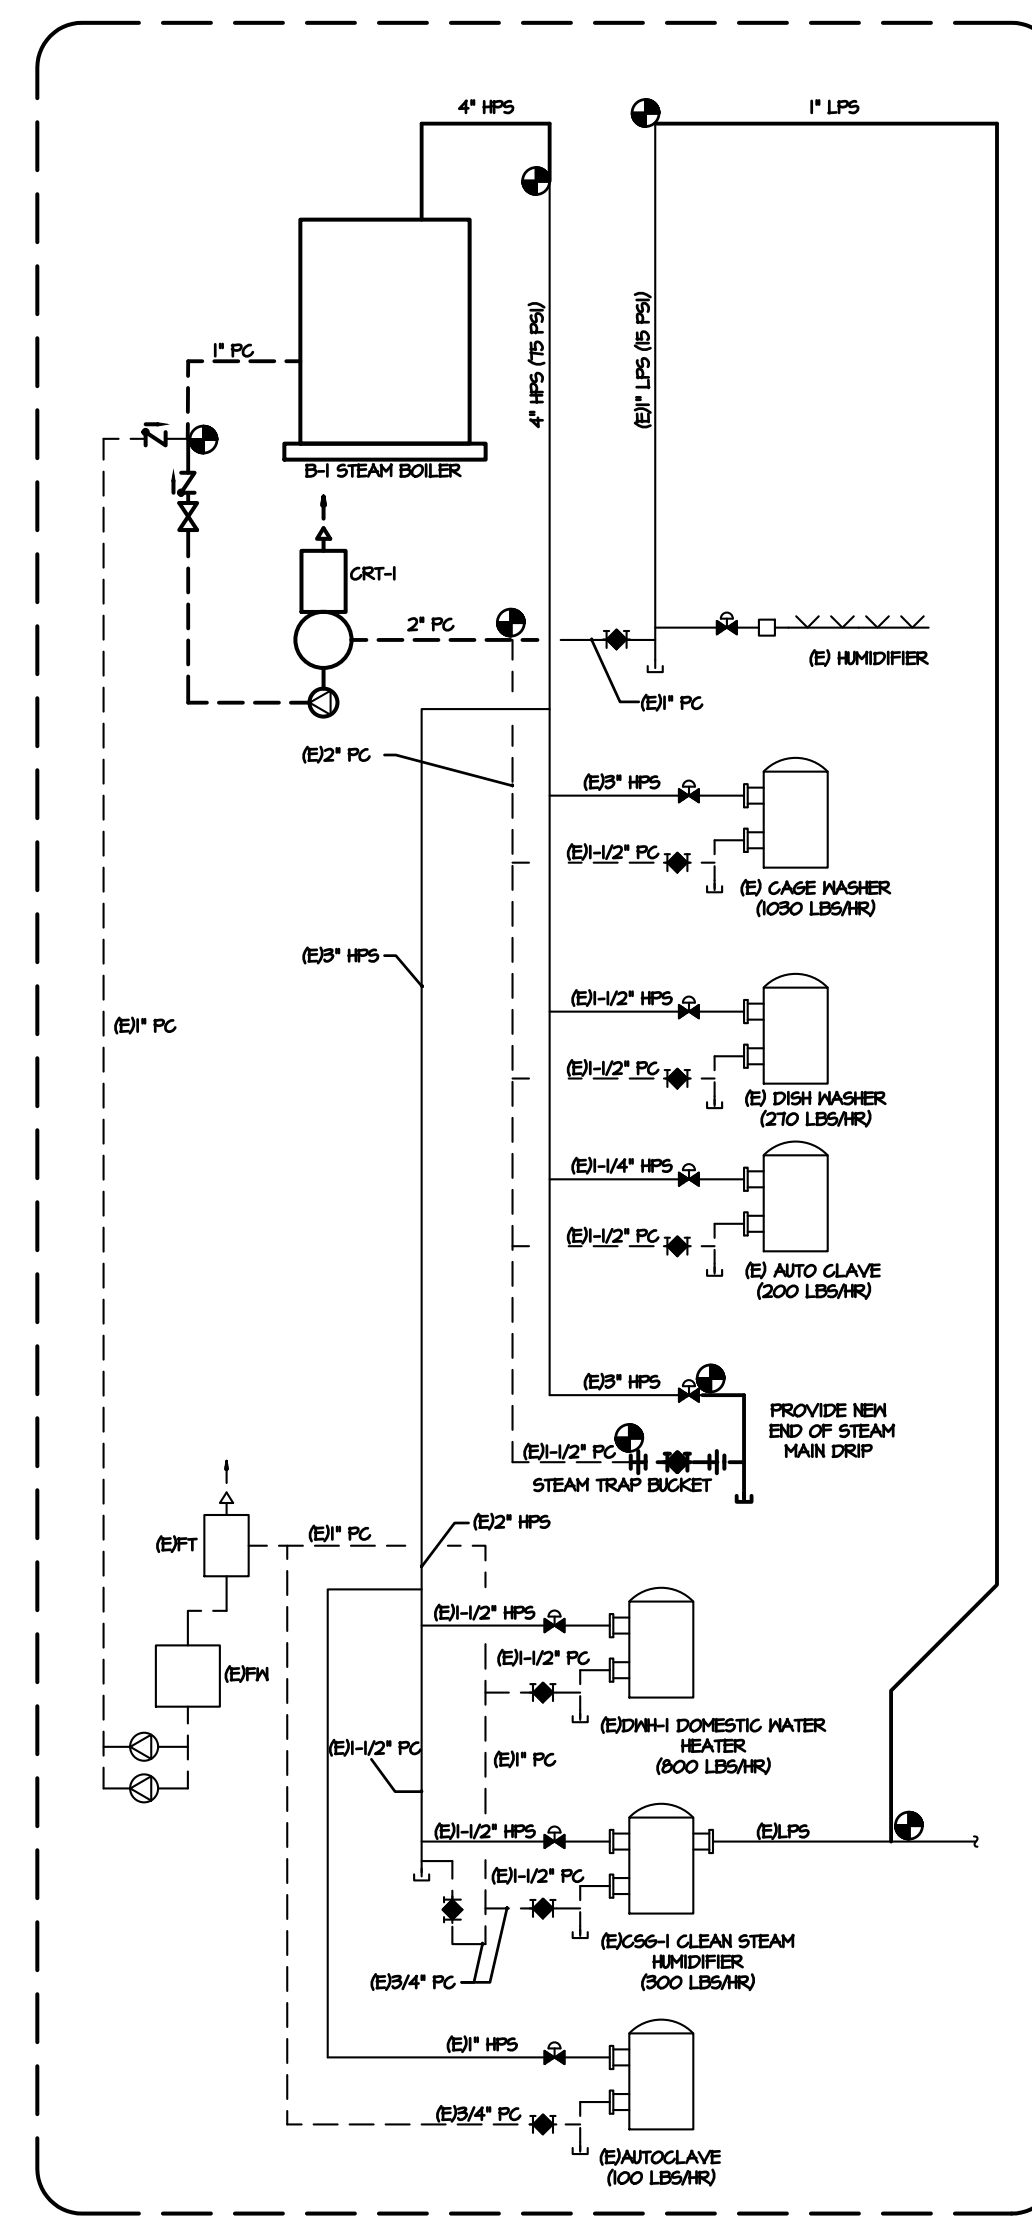 4" HPS
1" LPS
4" HPS (75 PSI)
(E)1" LPS (15 PSI)
1" PC
B-1 STEAM BOILER
CRT-1
2" PC
(E) HUMIDIFIER
(E)1" PC
(E)2" PC
(E)3" HPS
(E)1-1/2" PC
(E) CAGE WASHER
(1030 LBS/HR)
(E)3" HPS
(E)1-1/2" HPS
(E)1" PC
(E)1-1/2" PC
(E) DISH WASHER
(270 LBS/HR)
(E)1-1/4" HPS
(E)1-1/2" PC
(E) AUTO CLAVE
(200 LBS/HR)
(E)3" HPS
PROVIDE NEW
END OF STEAM
MAIN DRIP
(E)1-1/2" PC
STEAM TRAP BUCKET
(E)2" HPS
(E)FT
(E)1" PC
(E)1-1/2" HPS
(E)1-1/2" PC
(E)FW
(E)DWH-1 DOMESTIC WATER
HEATER
(800 LBS/HR)
(E)1-1/2" PC
(E)1" PC
(E)1-1/2" HPS
(E)LPS
(E)1-1/2" PC
(E)CSG-1 CLEAN STEAM
HUMIDIFIER
(300 LBS/HR)
(E)3/4" PC
(E)1" HPS
(E)3/4" PC
(E)AUTOCLAVE
(100 LBS/HR)